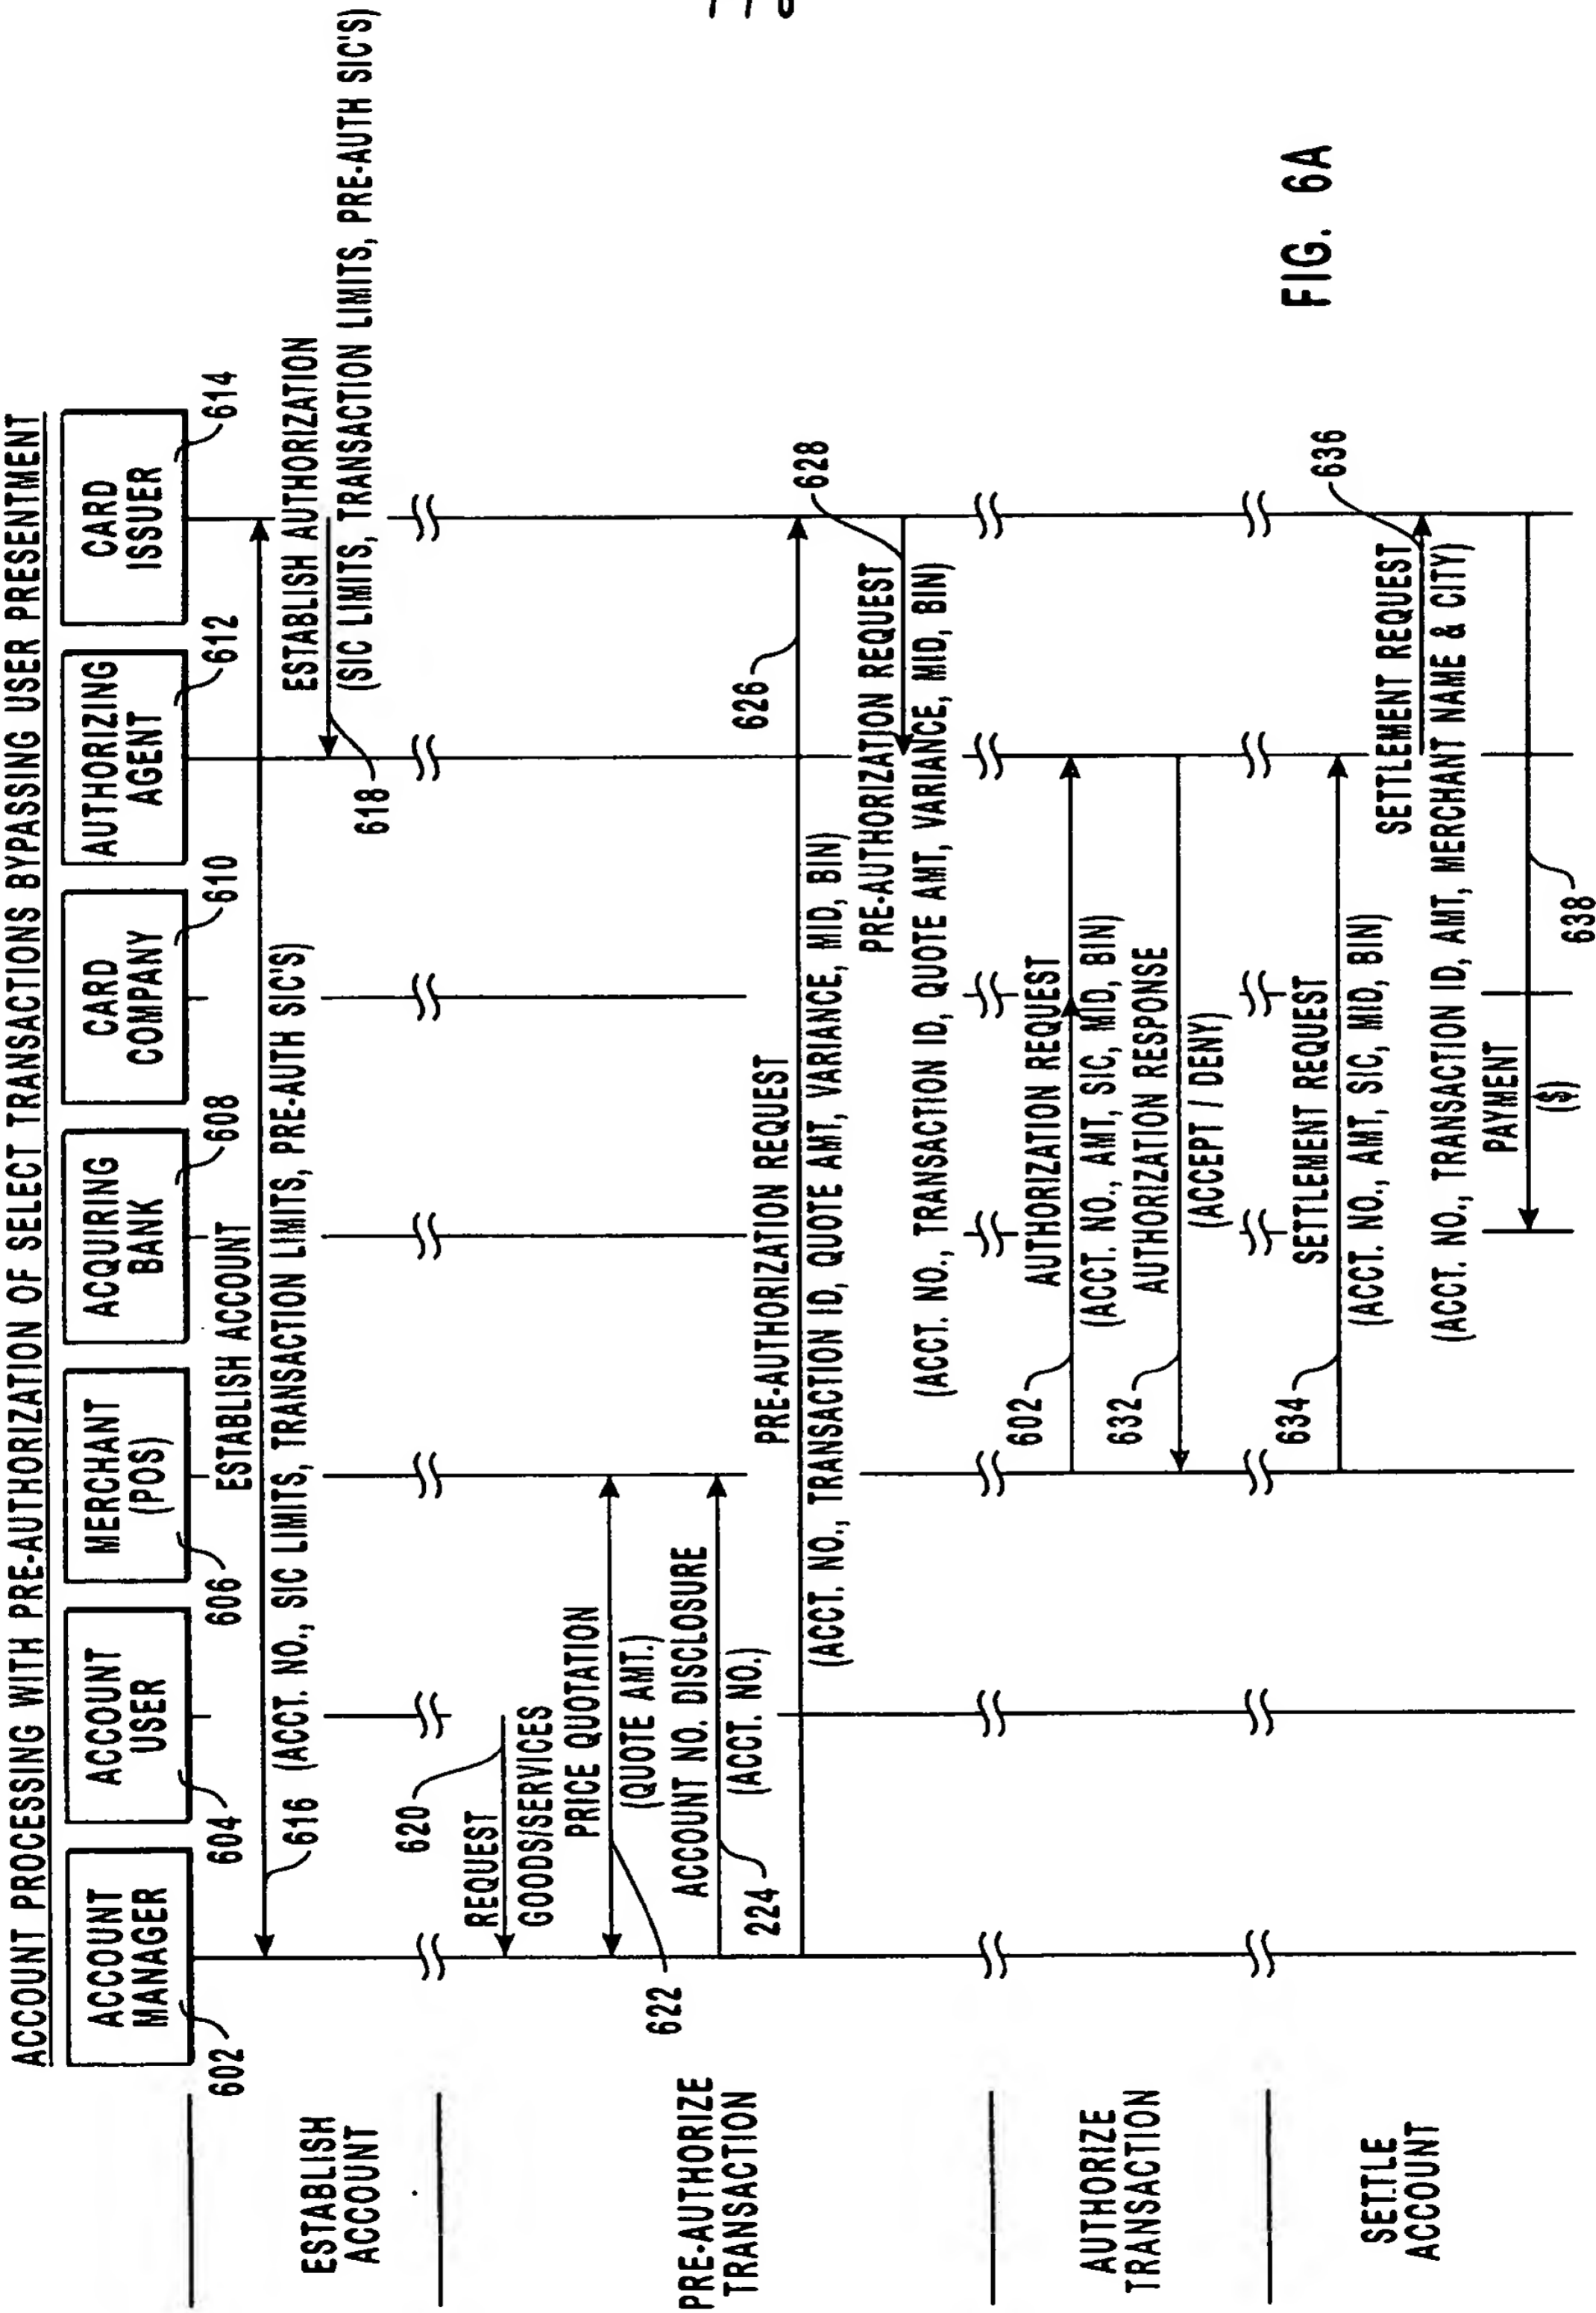 ACCOUNT PROCESSING WITH PRE-AUTHORIZATION OF SELECT TRANSACTIONS BYPASSING USER PRESENTMENT
ACCOUNT
MANAGER
602
ACCOUNT
USER
604
MERCHANT
(POS)
606
ACQUIRING
BANK
608
CARD
COMPANY
610
AUTHORIZING
AGENT
612
CARD
ISSUER
614
ESTABLISH
ACCOUNT
ESTABLISH ACCOUNT
616 (ACCT. NO., SIC LIMITS, TRANSACTION LIMITS, PRE-AUTH SIC'S)
ESTABLISH AUTHORIZATION
(SIC LIMITS, TRANSACTION LIMITS, PRE-AUTH SIC'S)
618
PRE-AUTHORIZE
TRANSACTION
620
REQUEST
GOODS/SERVICES
PRICE QUOTATION
(QUOTE AMT.)
622
ACCOUNT NO. DISCLOSURE
(ACCT. NO.)
224
PRE-AUTHORIZATION REQUEST
626
(ACCT. NO., TRANSACTION ID, QUOTE AMT, VARIANCE, MID, BIN)
628
PRE-AUTHORIZATION REQUEST
(ACCT. NO., TRANSACTION ID, QUOTE AMT, VARIANCE, MID, BIN)
AUTHORIZE
TRANSACTION
602
AUTHORIZATION REQUEST
(ACCT. NO., AMT, SIC, MID, BIN)
632
AUTHORIZATION RESPONSE
(ACCEPT / DENY)
SETTLE
ACCOUNT
634
SETTLEMENT REQUEST
(ACCT. NO., AMT, SIC, MID, BIN)
636
SETTLEMENT REQUEST
(ACCT. NO., TRANSACTION ID, AMT, MERCHANT NAME & CITY)
PAYMENT
($)
638
FIG. 6A